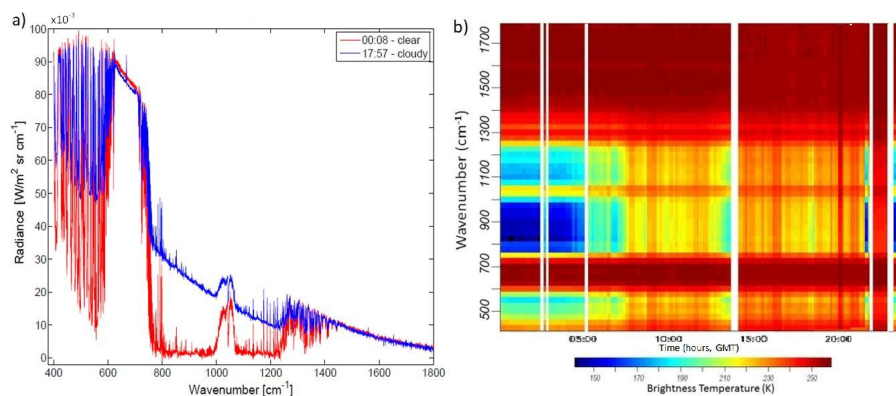 a)
x10⁻³
100
90
80
70
60
50
40
30
20
10
0
400 600 800 1000 1200 1400 1600 1800
Radiance [W/m² sr cm⁻¹]
Wavenumber [cm⁻¹]
00:08 - clear
17:57 - cloudy
b)
1700
1500
1300
1100
900
700
500
Wavenumber (cm⁻¹)
05:00 10:00 15:00 20:00
Time (hours, GMT)
150 170 190 210 230 250
Brightness Temperature (K)